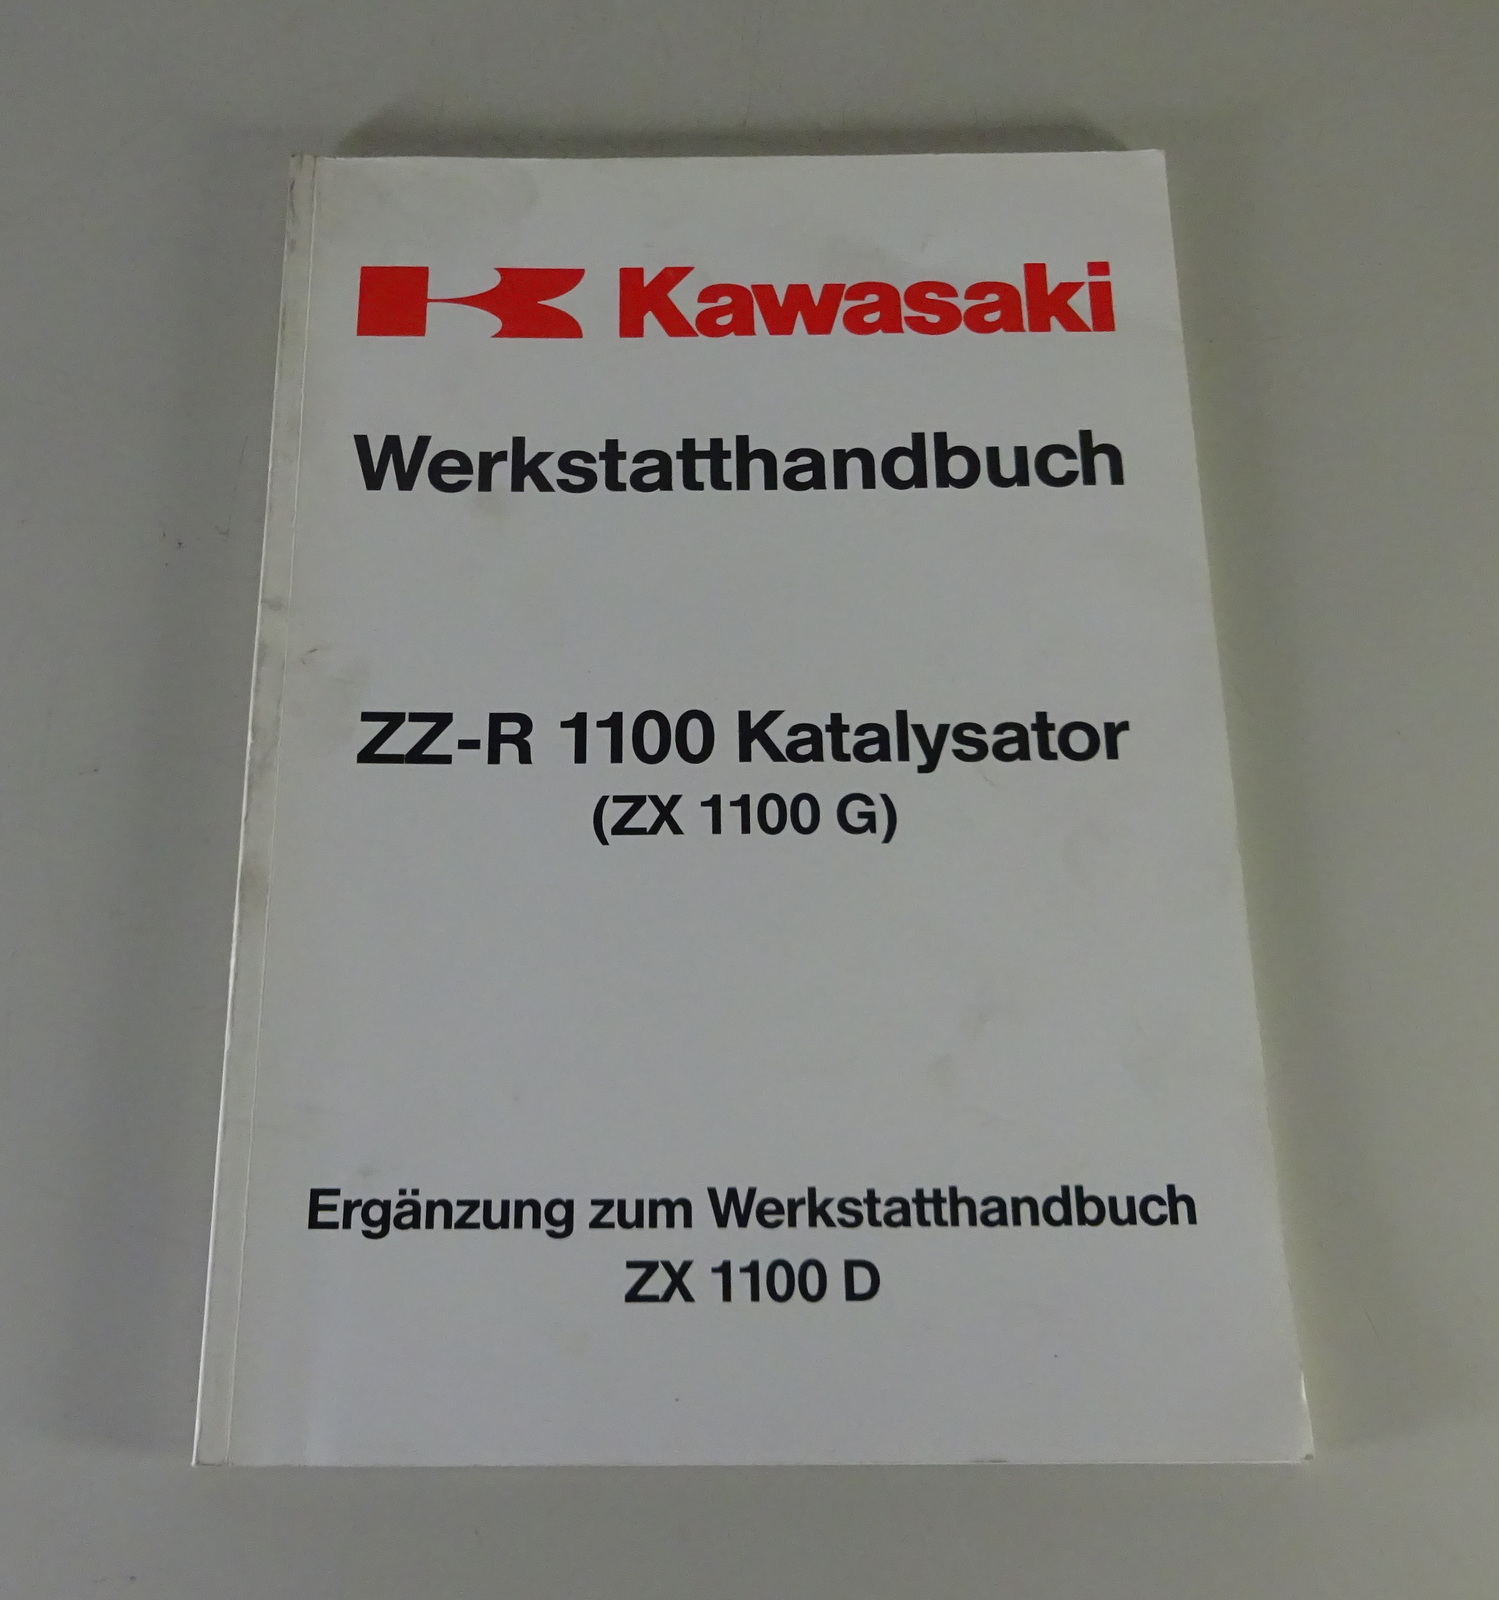 Kawasaki
Werkstatthandbuch
ZZ-R 1100 Katalysator
(ZX 1100 G)
Ergänzung zum Werkstatthandbuch
ZX 1100 D